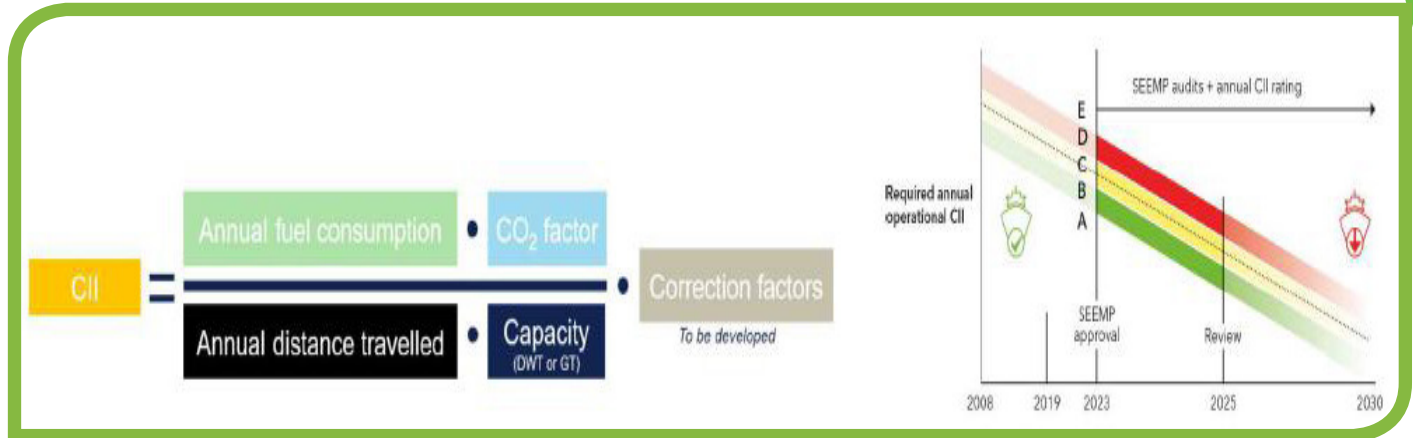 CII
=
Annual fuel consumption • CO₂ factor
Annual distance travelled • Capacity
(DWT or GT)
• Correction factors
To be developed
SEEMP audits + annual CII rating
E
D
C
B
A
Required annual
operational CII
SEEMP
approval
Review
2008 2019 2023 2025 2030